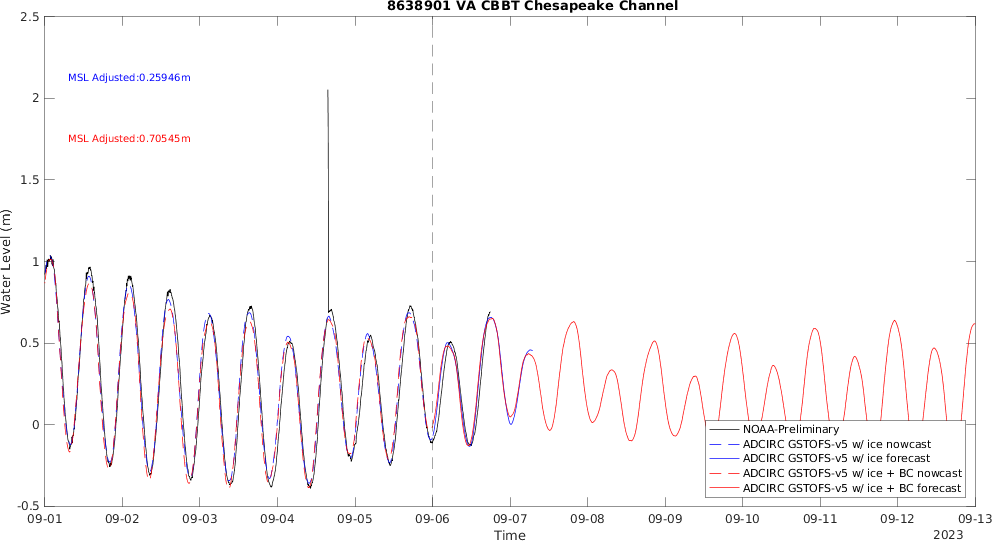 8638901 VA CBBT Chesapeake Channel
2.5
MSL Adjusted:0.25946m
2
MSL Adjusted:0.70545m
1.5
1
0.5
0
-0.5
Water Level (m)
NOAA-Preliminary
ADCIRC GSTOFS-v5 w/ ice nowcast
ADCIRC GSTOFS-v5 w/ ice forecast
ADCIRC GSTOFS-v5 w/ ice + BC nowcast
ADCIRC GSTOFS-v5 w/ ice + BC forecast
09-01 09-02 09-03 09-04 09-05 09-06 09-07 09-08 09-09 09-10 09-11 09-12 09-13
Time
2023